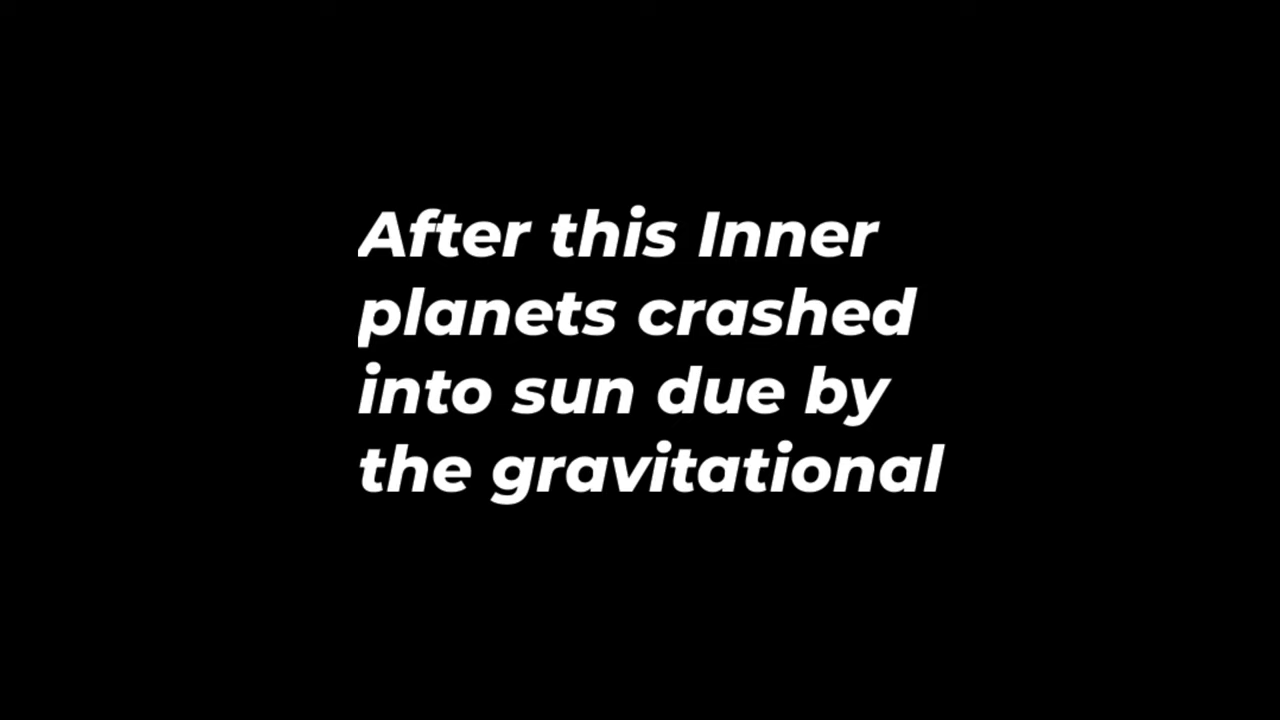 After this Inner
planets crashed
into sun due by
the gravitational